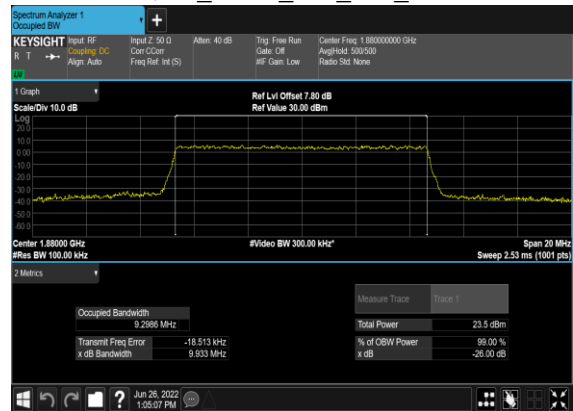 Spectrum Analyzer 1
Occupied BW
+
KEYSIGHT Input: RF Input Z: 50 Ω Atten: 40 dB Trig: Free Run Center Freq: 1.880000000 GHz
R T Coupling: DC Corr CCorr Gate: Off Avg|Hold: 500/500
Align: Auto Freq Ref: Int (S) #IF Gain: Low Radio Std: None
LXI
1 Graph
Ref Lvl Offset 7.80 dB
Scale/Div 10.0 dB Ref Value 30.00 dBm
Log
20.0
10.0
0.00
-10.0
-20.0
-30.0
-40.0
-50.0
-60.0
Center 1.88000 GHz #Video BW 300.00 kHz* Span 20 MHz
#Res BW 100.00 kHz Sweep 2.53 ms (1001 pts)
2 Metrics
Measure Trace Trace 1
Occupied Bandwidth
9.2986 MHz Total Power 23.5 dBm
Transmit Freq Error -18.513 kHz % of OBW Power 99.00 %
x dB Bandwidth 9.933 MHz x dB -26.00 dB
? Jun 26, 2022
1:05:07 PM